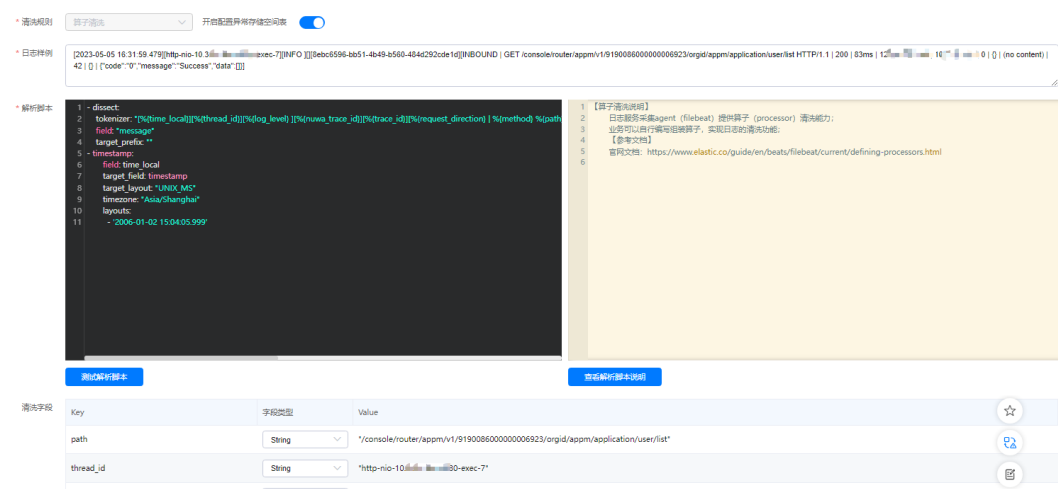 * 清洗规则 算子清洗 开启配置异常存储空间表
* 日志样例 [2023-05-05 16:31:59.479][http-nio-10.3 exec-7][INFO ][][8ebc6596-bb51-4b49-b560-484d292cde1d][INBOUND | GET /console/router/appm/v1/9190086000000006923/orgid/appm/application/user/list HTTP/1.1 | 200 | 83ms | 12 0 | {} | (no content) |
42 | {} | {"code":"0","message":"Success","data":[]}]
* 解析脚本
1 - dissect:
2 tokenizer: "[%{time_local}][%{thread_id}][%{log_level} ][%{nuwa_trace_id}][%{trace_id}][%{request_direction} | %{method} %{path
3 field: "message"
4 target_prefix: ""
5 - timestamp:
6 field: time_local
7 target_field: timestamp
8 target_layout: "UNIX_MS"
9 timezone: "Asia/Shanghai"
10 layouts:
11 - '2006-01-02 15:04:05.999'
1 【算子清洗说明】
2 日志服务采集agent（filebeat）提供算子（processor）清洗能力；
3 业务可以自行编写组装算子，实现日志的清洗功能；
4 【参考文档】
5 官网文档：https://www.elastic.co/guide/en/beats/filebeat/current/defining-processors.html
6
测试解析脚本 查看解析脚本说明
清洗字段 Key 字段类型 Value
path String "/console/router/appm/v1/9190086000000006923/orgid/appm/application/user/list"
thread_id String "http-nio-10 80-exec-7"